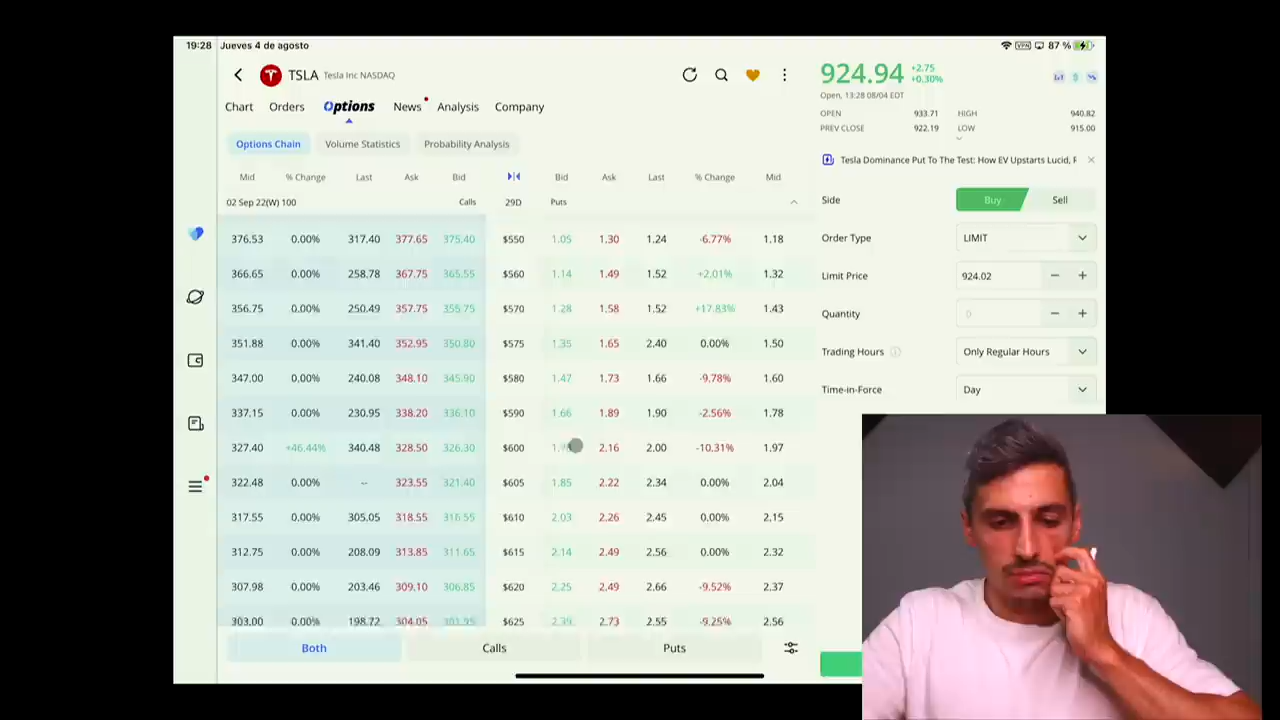 19:28 Jueves 4 de agosto
VPN 87 %
TSLA Tesla Inc NASDAQ
Chart Orders Options News Analysis Company
Options Chain Volume Statistics Probability Analysis
Mid % Change Last Ask Bid Bid Ask Last % Change Mid
02 Sep 22(W) 100 Calls 29D Puts
376.53 0.00% 317.40 377.65 375.40 $550 1.05 1.30 1.24 -6.77% 1.18
366.65 0.00% 258.78 367.75 365.55 $560 1.14 1.49 1.52 +2.01% 1.32
356.75 0.00% 250.49 357.75 355.75 $570 1.28 1.58 1.52 +17.83% 1.43
351.88 0.00% 341.40 352.95 350.80 $575 1.35 1.65 2.40 0.00% 1.50
347.00 0.00% 240.08 348.10 345.90 $580 1.47 1.73 1.66 -9.78% 1.60
337.15 0.00% 230.95 338.20 336.10 $590 1.66 1.89 1.90 -2.56% 1.78
327.40 +46.44% 340.48 328.50 326.30 $600 2.16 2.00 -10.31% 1.97
322.48 0.00% -- 323.55 321.40 $605 1.85 2.22 2.34 0.00% 2.04
317.55 0.00% 305.05 318.55 316.55 $610 2.03 2.26 2.45 0.00% 2.15
312.75 0.00% 208.09 313.85 311.65 $615 2.14 2.49 2.56 0.00% 2.32
307.98 0.00% 203.46 309.10 306.85 $620 2.25 2.49 2.66 -9.52% 2.37
303.00 0.00% 198.72 304.05 301.95 $625 2.39 2.73 2.55 -9.25% 2.56
Both Calls Puts
924.94 +2.75
+0.30%
Open, 13:28 08/04 EDT
OPEN 933.71 HIGH 940.82
PREV CLOSE 922.19 LOW 915.00
Tesla Dominance Put To The Test: How EV Upstarts Lucid, F
Side Buy Sell
Order Type LIMIT
Limit Price 924.02 − +
Quantity 0 − +
Trading Hours Only Regular Hours
Time-in-Force Day